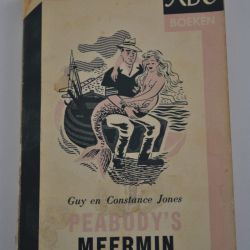 ABC
BOEKEN
Guy en Constance Jones
PEABODY'S
MEERMIN